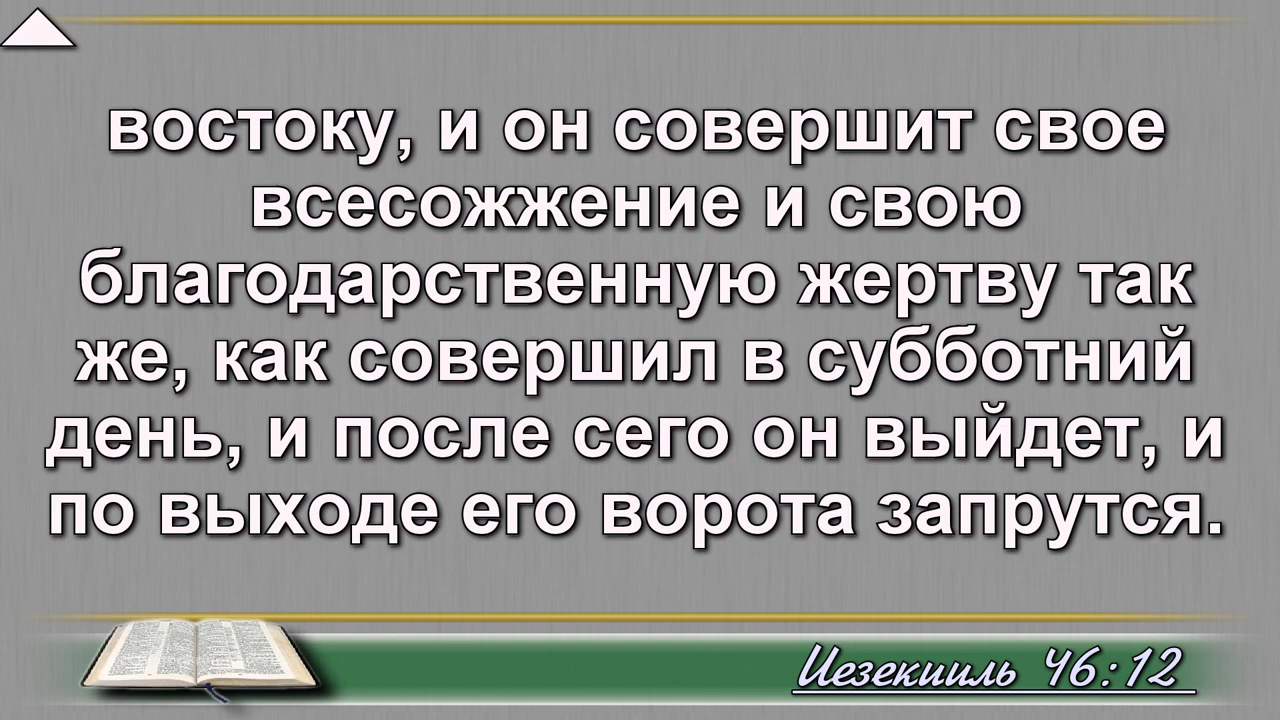 востоку, и он совершит свое
всесожжение и свою
благодарственную жертву так
же, как совершил в субботний
день, и после сего он выйдет, и
по выходе его ворота запрутся.
Иезекииль 46:12